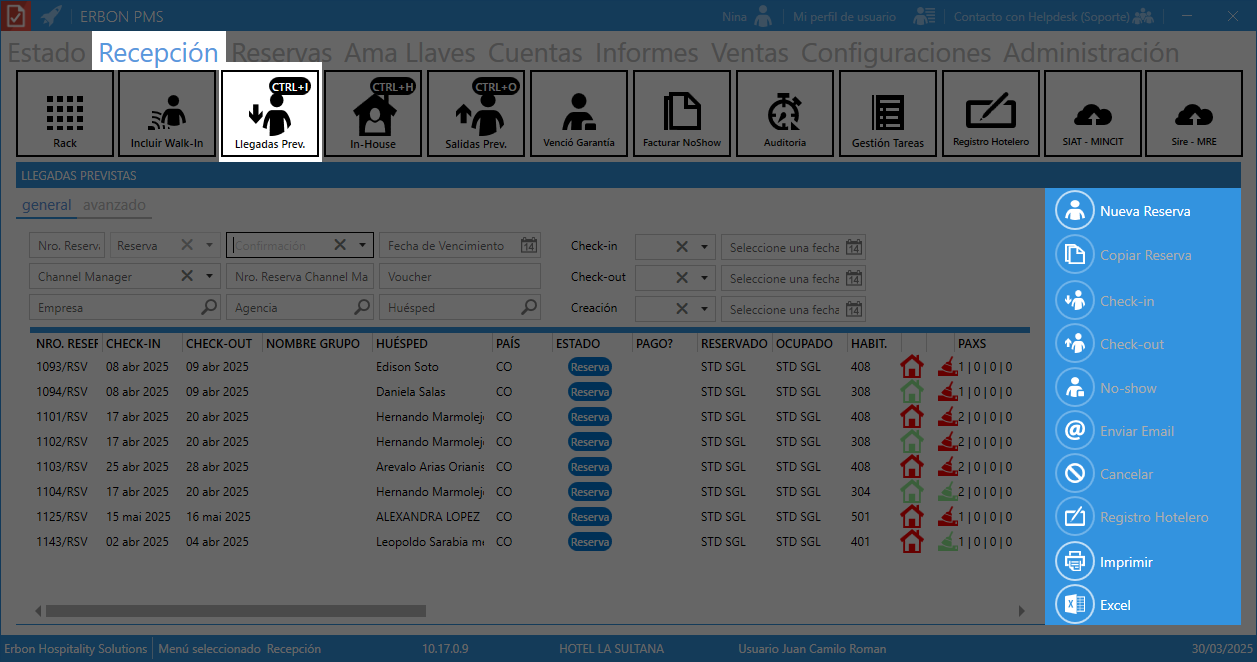 ERBON PMS Nina Mi perfil de usuario Contacto con Helpdesk (Soporte)
Estado Recepción Reservas Ama Llaves Cuentas Informes Ventas Configuraciones Administración
CTRL+I CTRL+H CTRL+O
Rack Incluir Walk-In Llegadas Prev. In-House Salidas Prev. Venció Garantía Facturar NoShow Auditoria Gestión Tareas Registro Hotelero SIAT - MINCIT Sire - MRE
LLEGADAS PREVISTAS
general avanzado
Nro. Reserv. Reserva Confirmación Fecha de Vencimiento 14 Check-in Seleccione una fecha 14
Channel Manager Nro. Reserva Channel Ma Voucher Check-out Seleccione una fecha 14
Empresa Agencia Huésped Creación Seleccione una fecha 14
NRO. RESER CHECK-IN CHECK-OUT NOMBRE GRUPO HUÉSPED PAÍS ESTADO PAGO? RESERVADO OCUPADO HABIT. PAXS
1093/RSV 08 abr 2025 09 abr 2025 Edison Soto CO Reserva STD SGL STD SGL 408 1|0|0|0
1094/RSV 08 abr 2025 09 abr 2025 Daniela Salas CO Reserva STD SGL STD SGL 308 1|0|0|0
1101/RSV 17 abr 2025 20 abr 2025 Hernando Marmolejo CO Reserva STD SGL STD SGL 408 2|0|0|0
1102/RSV 17 abr 2025 20 abr 2025 Hernando Marmolejo CO Reserva STD SGL STD SGL 308 2|0|0|0
1103/RSV 25 abr 2025 28 abr 2025 Arevalo Arias Orianis CO Reserva STD SGL STD SGL 408 2|0|0|0
1104/RSV 17 abr 2025 20 abr 2025 Hernando Marmolejo CO Reserva STD SGL STD SGL 304 2|0|0|0
1125/RSV 15 mai 2025 16 mai 2025 ALEXANDRA LOPEZ CO Reserva STD SGL STD SGL 501 1|0|0|0
1143/RSV 02 abr 2025 04 abr 2025 Leopoldo Sarabia me CO Reserva STD SGL STD SGL 401 1|0|0|0
Nueva Reserva
Copiar Reserva
Check-in
Check-out
No-show
Enviar Email
Cancelar
Registro Hotelero
Imprimir
Excel
Erbon Hospitality Solutions Menú seleccionado Recepción 10.17.0.9 HOTEL LA SULTANA Usuario Juan Camilo Roman 30/03/2025